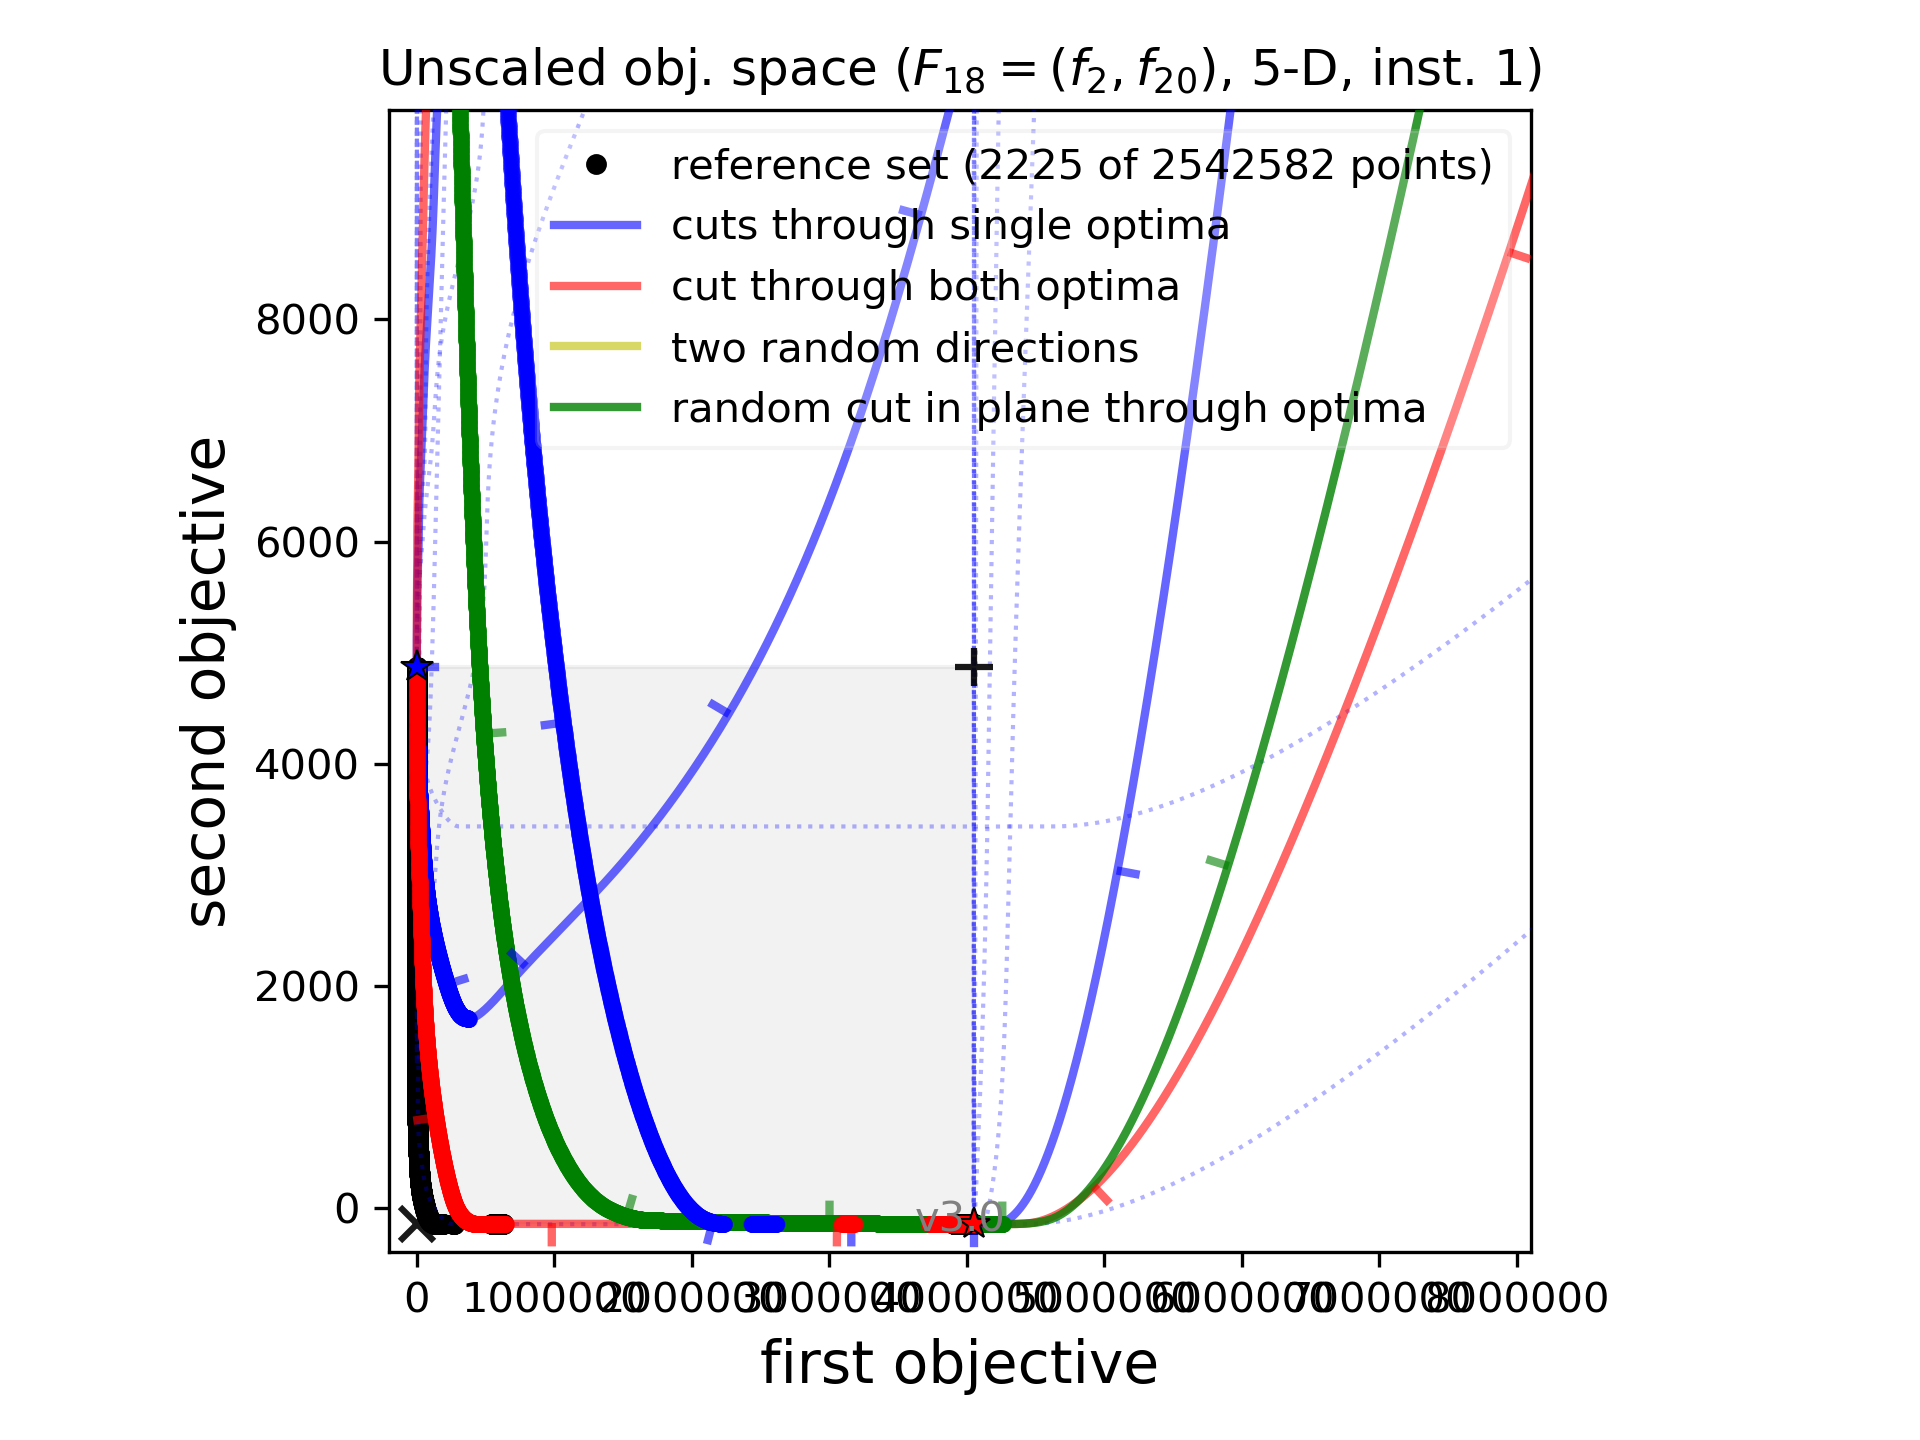 Unscaled obj. space (F18 = (f2, f20), 5-D, inst. 1)
reference set (2225 of 2542582 points)
cuts through single optima
cut through both optima
two random directions
random cut in plane through optima
8000
6000
4000
2000
0
second objective
v3.0
0 1000000 2000000 3000000 4000000 5000000 6000000 7000000 8000000
first objective